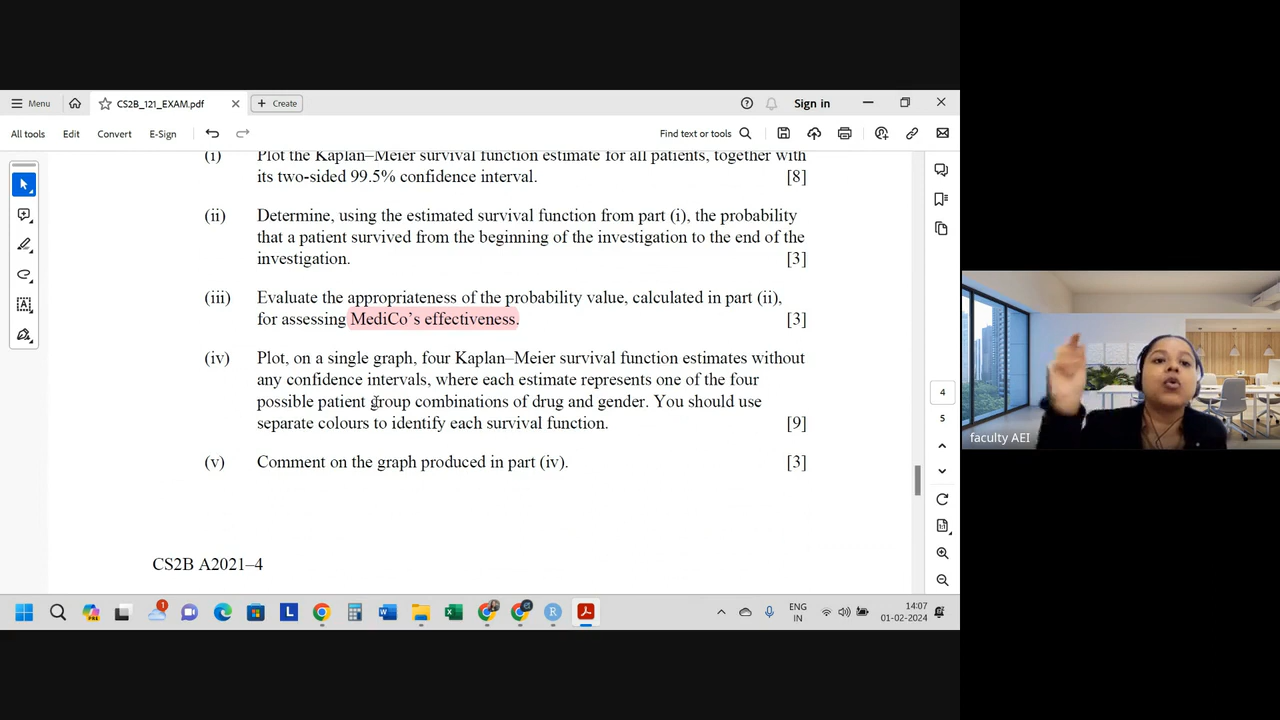 Menu
CS2B_121_EXAM.pdf
Create
Sign in
All tools
Edit
Convert
E-Sign
Find text or tools
(i) Plot the Kaplan–Meier survival function estimate for all patients, together with
its two-sided 99.5% confidence interval. [8]
(ii) Determine, using the estimated survival function from part (i), the probability
that a patient survived from the beginning of the investigation to the end of the
investigation. [3]
(iii) Evaluate the appropriateness of the probability value, calculated in part (ii),
for assessing MediCo’s effectiveness. [3]
(iv) Plot, on a single graph, four Kaplan–Meier survival function estimates without
any confidence intervals, where each estimate represents one of the four
possible patient group combinations of drug and gender. You should use
separate colours to identify each survival function. [9]
(v) Comment on the graph produced in part (iv). [3]
CS2B A2021–4
4
5
faculty AEI
ENG
IN
14:07
01-02-2024